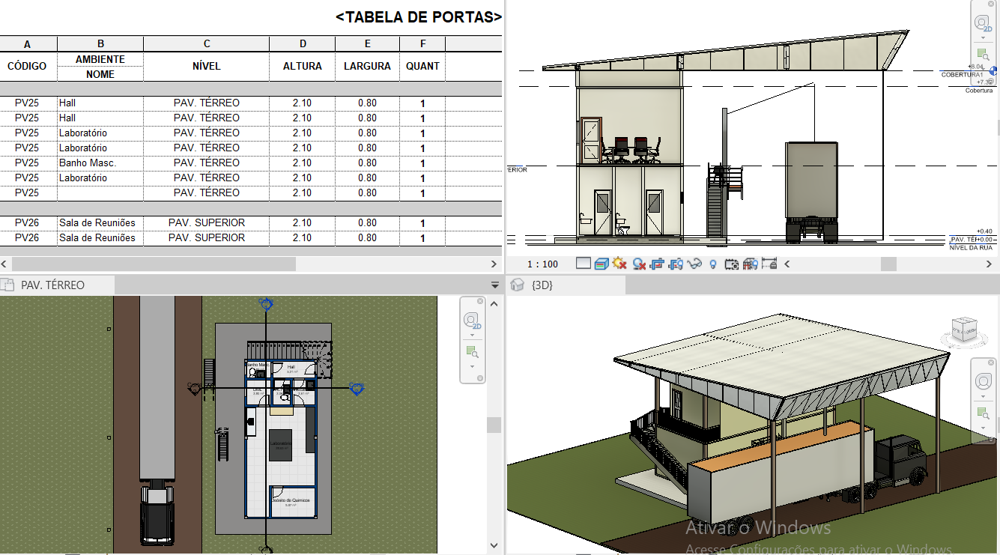 <TABELA DE PORTAS>
A B C D E F
CÓDIGO AMBIENTE NÍVEL ALTURA LARGURA QUANT
NOME
PV25 Hall PAV. TÉRREO 2.10 0.80 1
PV25 Hall PAV. TÉRREO 2.10 0.80 1
PV25 Laboratório PAV. TÉRREO 2.10 0.80 1
PV25 Laboratório PAV. TÉRREO 2.10 0.80 1
PV25 Banho Masc. PAV. TÉRREO 2.10 0.80 1
PV25 Laboratório PAV. TÉRREO 2.10 0.80 1
PV25 PAV. TÉRREO 2.10 0.80 1
PV26 Sala de Reuniões PAV. SUPERIOR 2.10 0.80 1
PV26 Sala de Reuniões PAV. SUPERIOR 2.10 0.80 1
2D
+8.04
COBERTURA1
Cobertura
ERIOR
+0.40
PAV. TÉ
+0.00
NÍVEL DA RUA
1 : 100
PAV. TÉRREO
Corte
2D
Banho Masc.
Hall
Corte
Corte
Laboratório
Depósito de Químicos
Corte
{3D}
Ativar o Windows
Acesse Configurações para ativar o Windows.